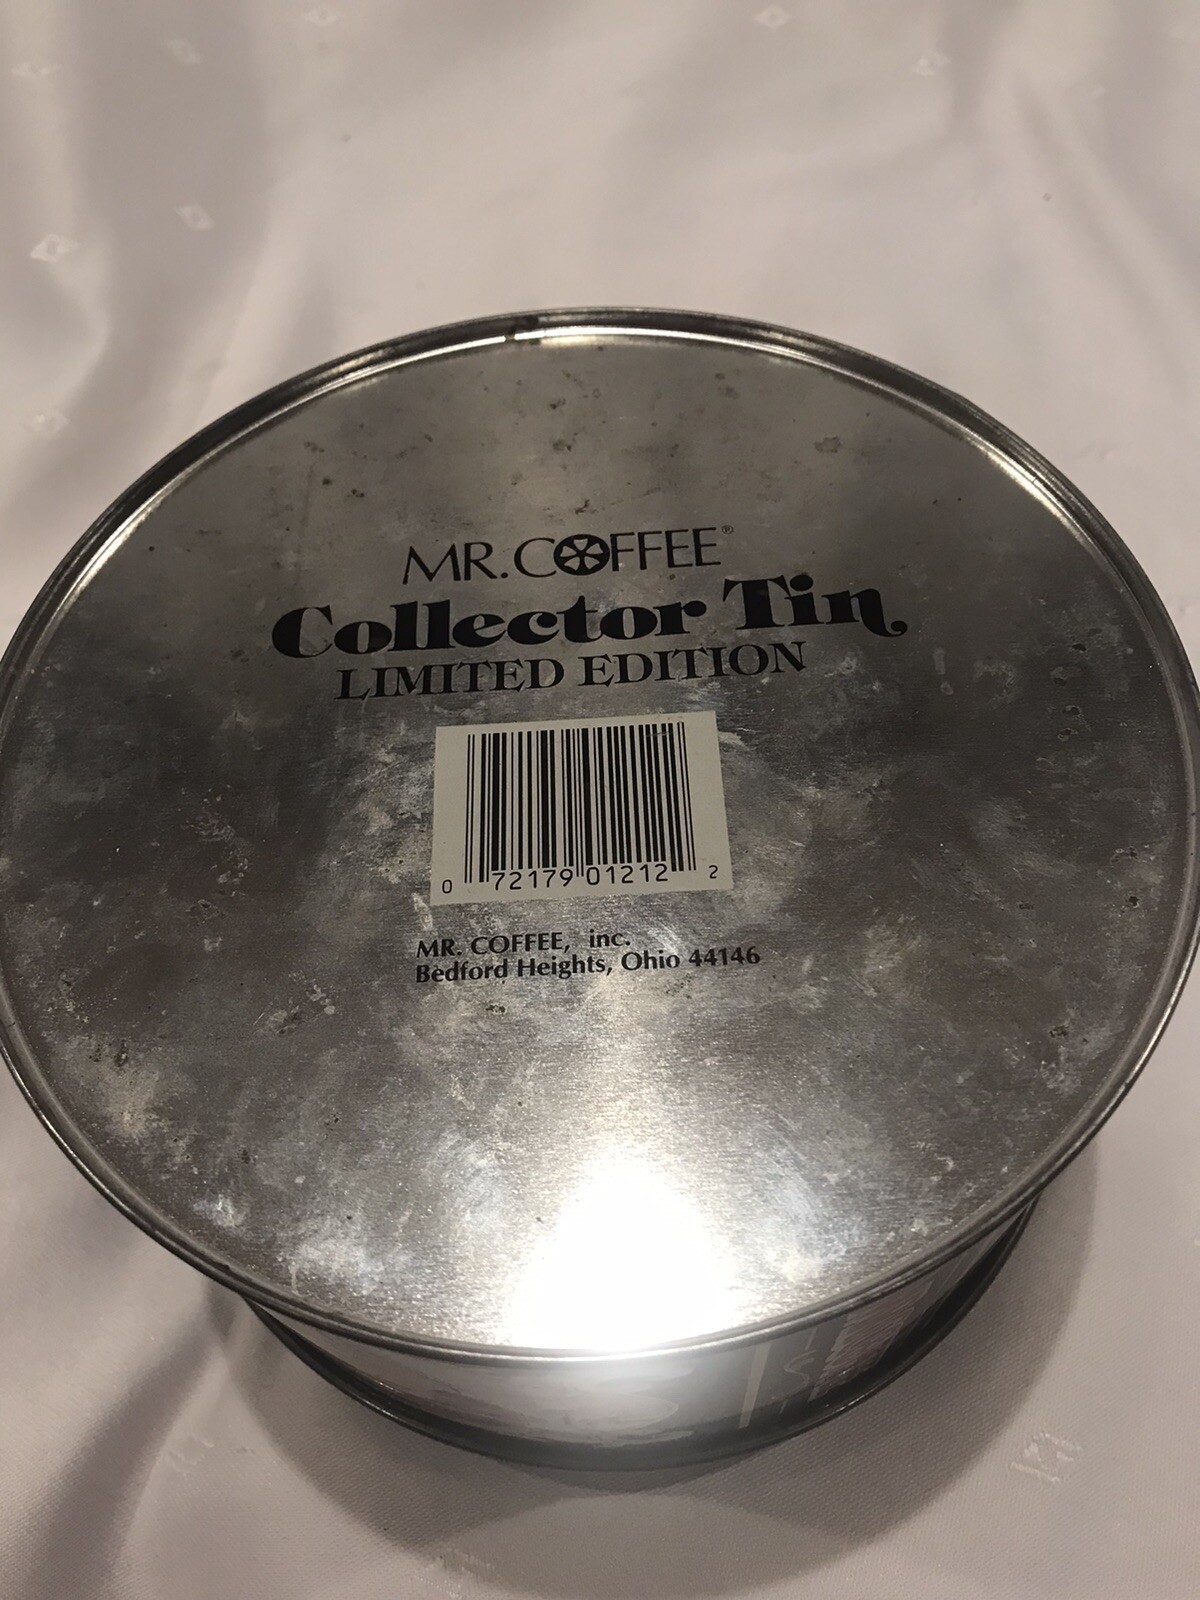 MR. COFFEE®
Collector Tin
LIMITED EDITION
0 72179 01212 2
MR. COFFEE, inc.
Bedford Heights, Ohio 44146